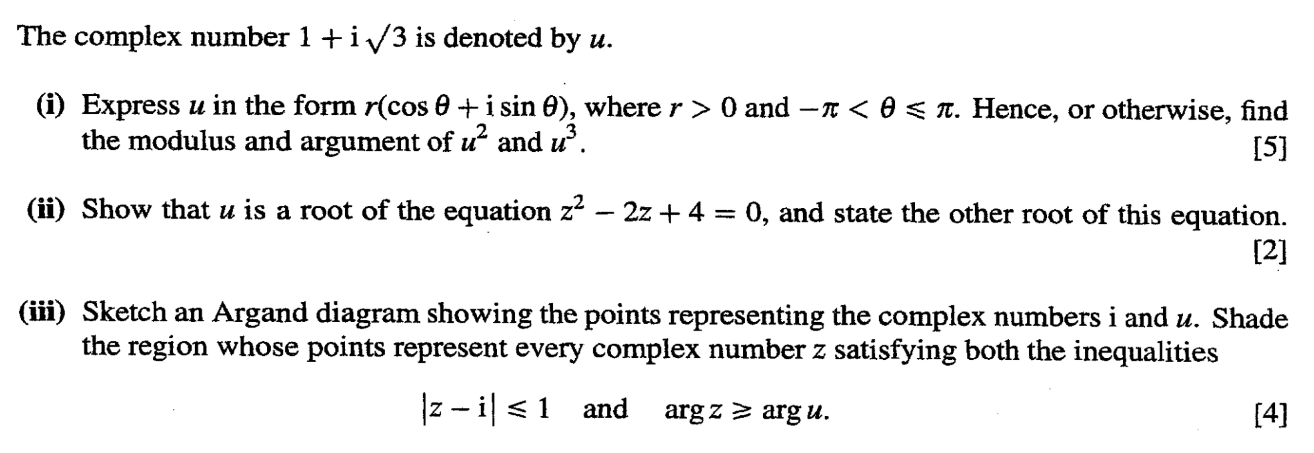 The complex number 1 + i√3 is denoted by u.
(i) Express u in the form r(cos θ + i sin θ), where r > 0 and −π < θ ⩽ π. Hence, or otherwise, find
the modulus and argument of u² and u³. [5]
(ii) Show that u is a root of the equation z² − 2z + 4 = 0, and state the other root of this equation.
[2]
(iii) Sketch an Argand diagram showing the points representing the complex numbers i and u. Shade
the region whose points represent every complex number z satisfying both the inequalities
|z − i| ⩽ 1 and arg z ⩾ arg u. [4]